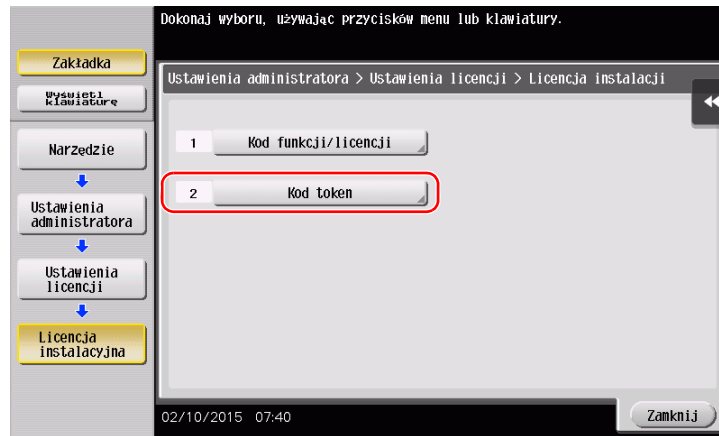 Dokonaj wyboru, używając przycisków menu lub klawiatury.
Zakładka
Wyświetl
klawiaturę
Ustawienia administratora > Ustawienia licencji > Licencja instalacji
Narzędzie
1 Kod funkcji/licencji
2 Kod token
Ustawienia
administratora
Ustawienia
licencji
Licencja
instalacyjna
02/10/2015 07:40
Zamknij